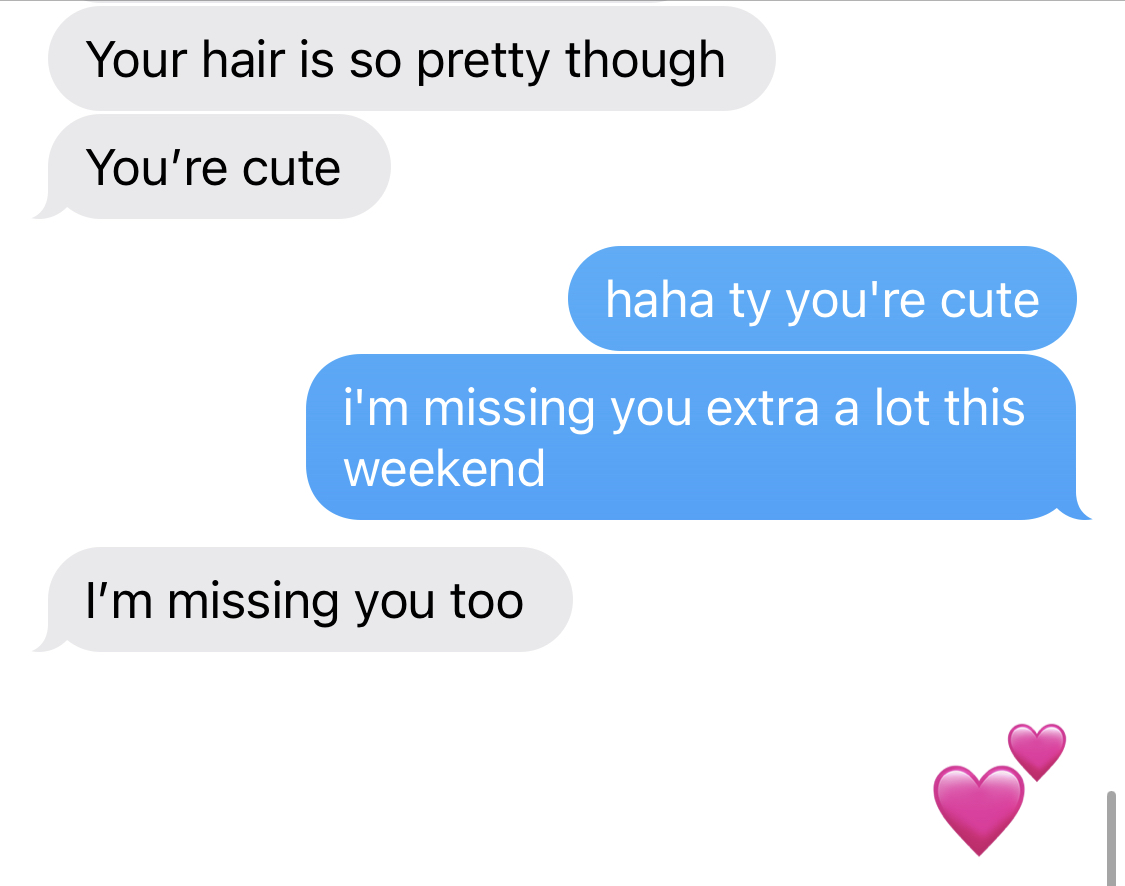 Your hair is so pretty though
You’re cute
haha ty you're cute
i'm missing you extra a lot this
weekend
I’m missing you too
💕